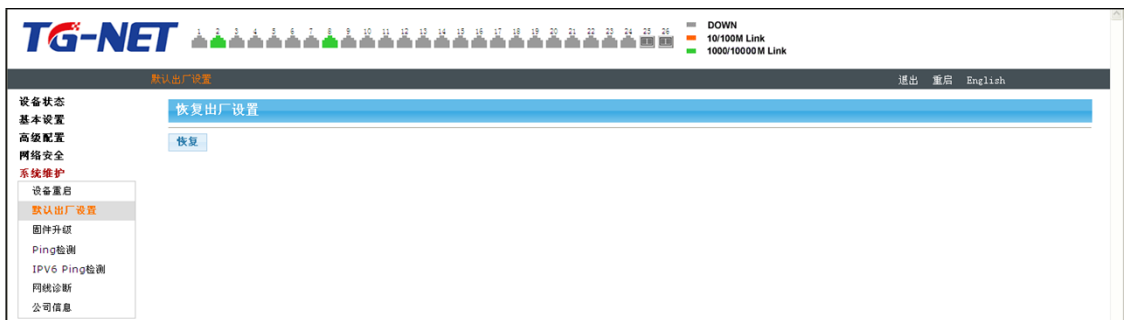 TG-NET
1 2 3 4 5 6 7 8 9 10 11 12 13 14 15 16 17 18 19 20 21 22 23 24 25 26
DOWN
10/100M Link
1000/10000M Link
默认出厂设置
退出 重启 English
设备状态
基本设置
高级配置
网络安全
系统维护
设备重启
默认出厂设置
固件升级
Ping检测
IPV6 Ping检测
网线诊断
公司信息
恢复出厂设置
恢复